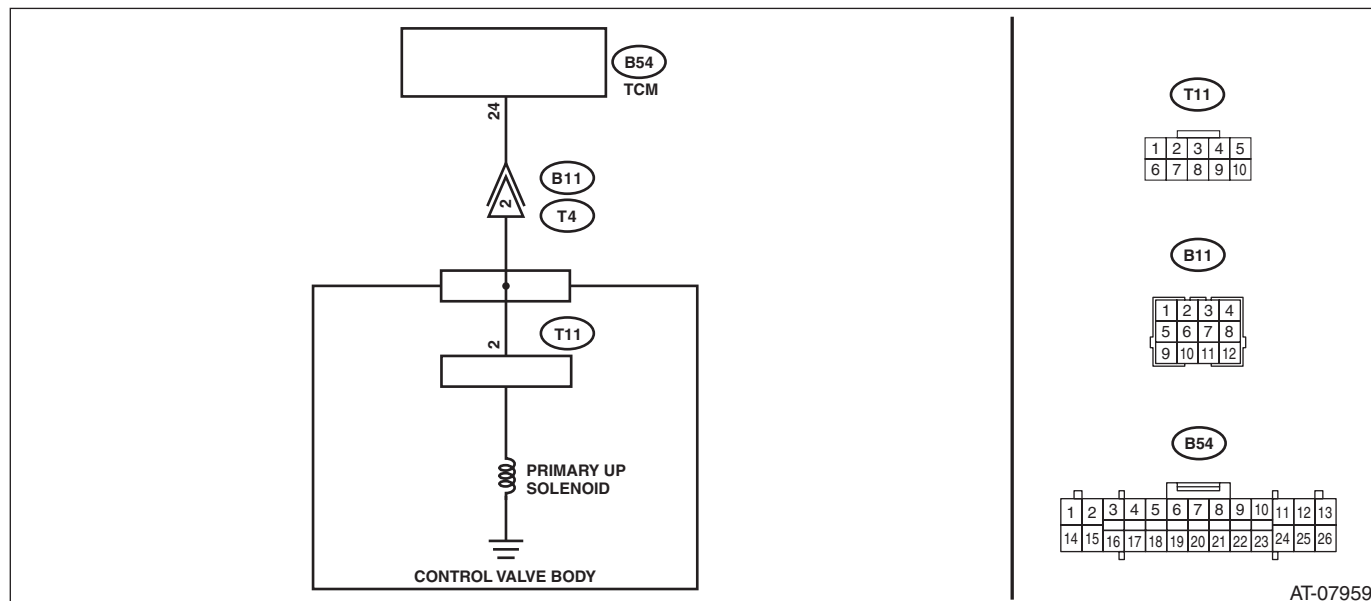 B54
TCM
24
B11
2
T4
T11
2
PRIMARY UP
SOLENOID
CONTROL VALVE BODY
T11
1 2 3 4 5
6 7 8 9 10
B11
1 2 3 4
5 6 7 8
9 10 11 12
B54
1 2 3 4 5 6 7 8 9 10 11 12 13
14 15 16 17 18 19 20 21 22 23 24 25 26
AT-07959